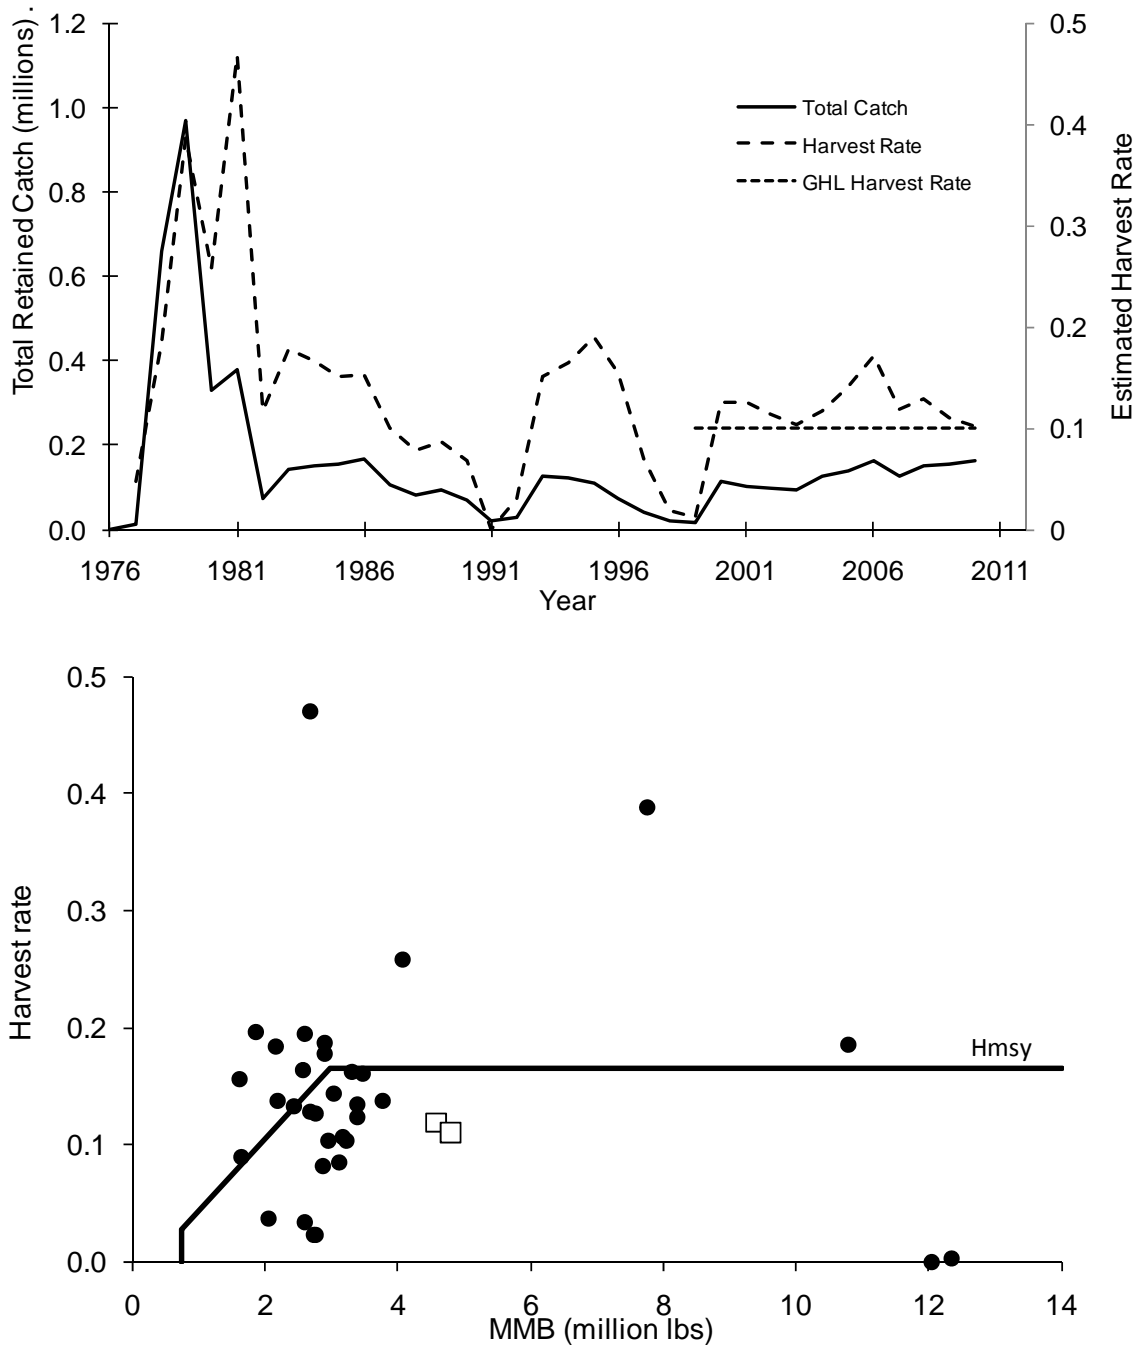 Total Retained Catch (millions).
1.2
1.0
0.8
0.6
0.4
0.2
0.0
0.5
0.4
0.3
0.2
0.1
0
Estimated Harvest Rate
Total Catch
Harvest Rate
GHL Harvest Rate
1976 1981 1986 1991 1996 2001 2006 2011
Year
Harvest rate
0.5
0.4
0.3
0.2
0.1
0.0
Hmsy
0 2 4 6 8 10 12 14
MMB (million lbs)